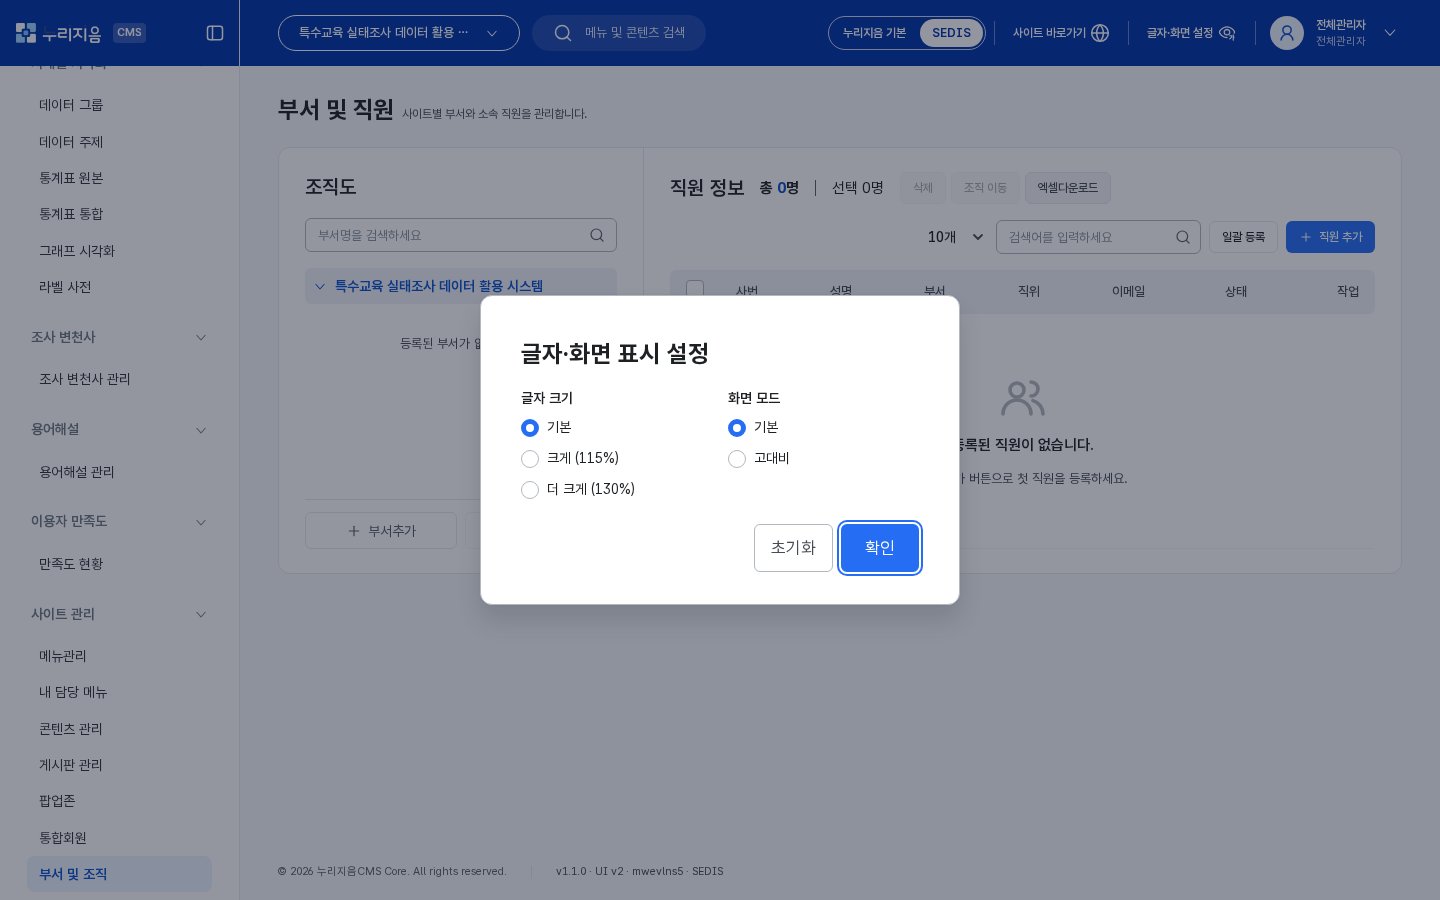 누리지음 CMS
특수교육 실태조사 데이터 활용 ···
메뉴 및 콘텐츠 검색
누리지음 기본
SEDIS
사이트 바로가기
글자·화면 설정
전체관리자
전체관리자
데이터 그룹
데이터 주제
통계표 원본
통계표 통합
그래프 시각화
라벨 사전
조사 변천사
조사 변천사 관리
용어해설
용어해설 관리
이용자 만족도
만족도 현황
사이트 관리
메뉴관리
내 담당 메뉴
콘텐츠 관리
게시판 관리
팝업존
통합회원
부서 및 조직
부서 및 직원 사이트별 부서와 소속 직원을 관리합니다.
조직도
부서명을 검색하세요
특수교육 실태조사 데이터 활용 시스템
등록된 부서가
부서추가
직원 정보 총 0명 선택 0명 삭제 조직 이동 엑셀다운로드
10개 검색어를 입력하세요 일괄 등록 직원 추가
사번 성명 부서 직위 이메일 상태 작업
등록된 직원이 없습니다.
버튼으로 첫 직원을 등록하세요.
글자·화면 표시 설정
글자 크기
기본
크게 (115%)
더 크게 (130%)
화면 모드
기본
고대비
초기화 확인
© 2026 누리지음CMS Core. All rights reserved. v1.1.0 · UI v2 · mwevlns5 · SEDIS